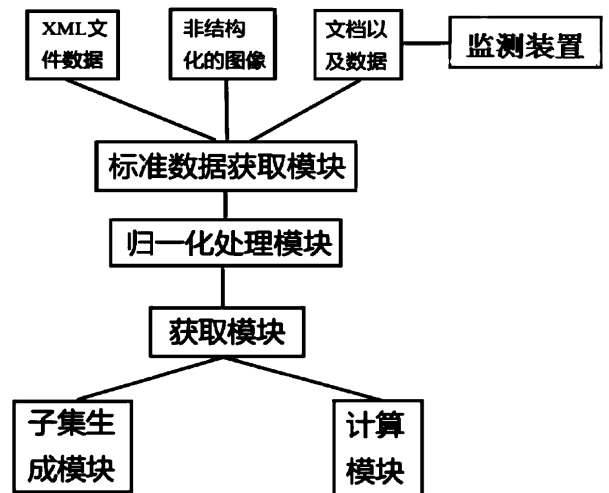 XML文
件数据
非结构
化的图像
文档以
及数据
监测装置
标准数据获取模块
归一化处理模块
获取模块
子集生
成模块
计算
模块